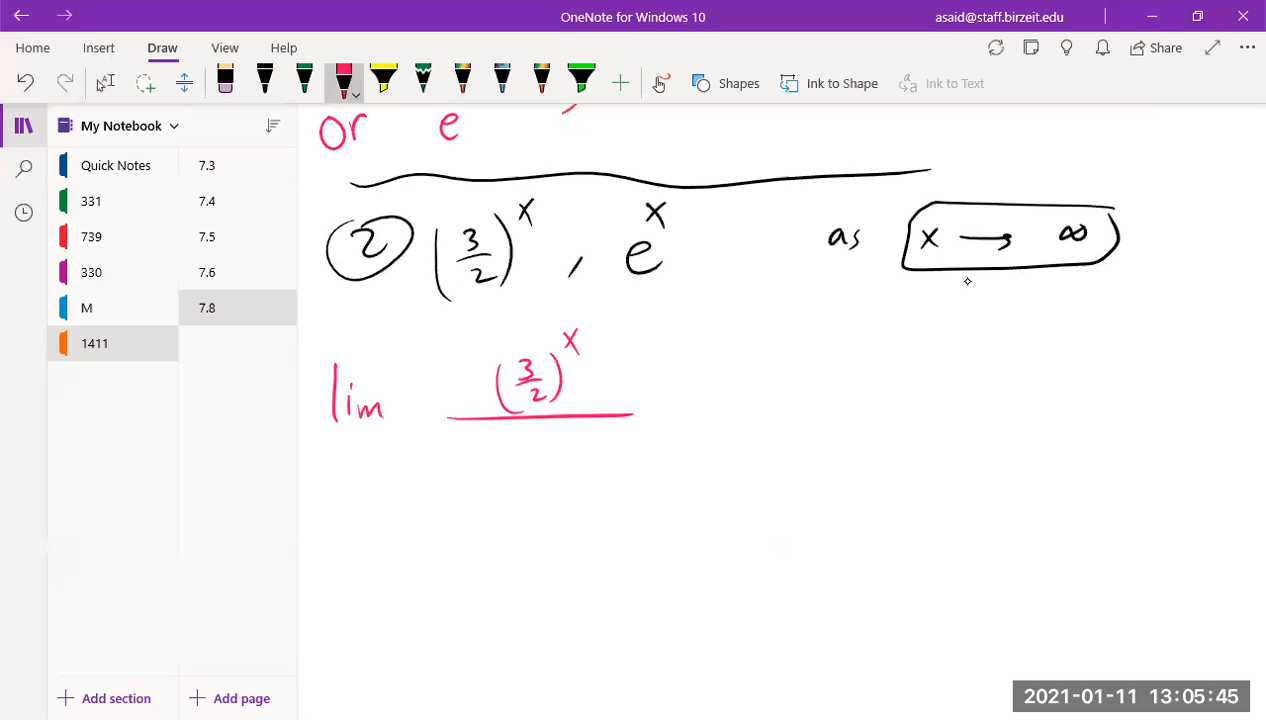 OneNote for Windows 10
asaid@staff.birzeit.edu
Home Insert Draw View Help
Share
Shapes
Ink to Shape
Ink to Text
My Notebook
Quick Notes
331
739
330
M
1411
7.3
7.4
7.5
7.6
7.8
or e
② (3/2)^x , e^x as x → ∞
lim (3/2)^x
Add section
Add page
2021-01-11 13:05:45